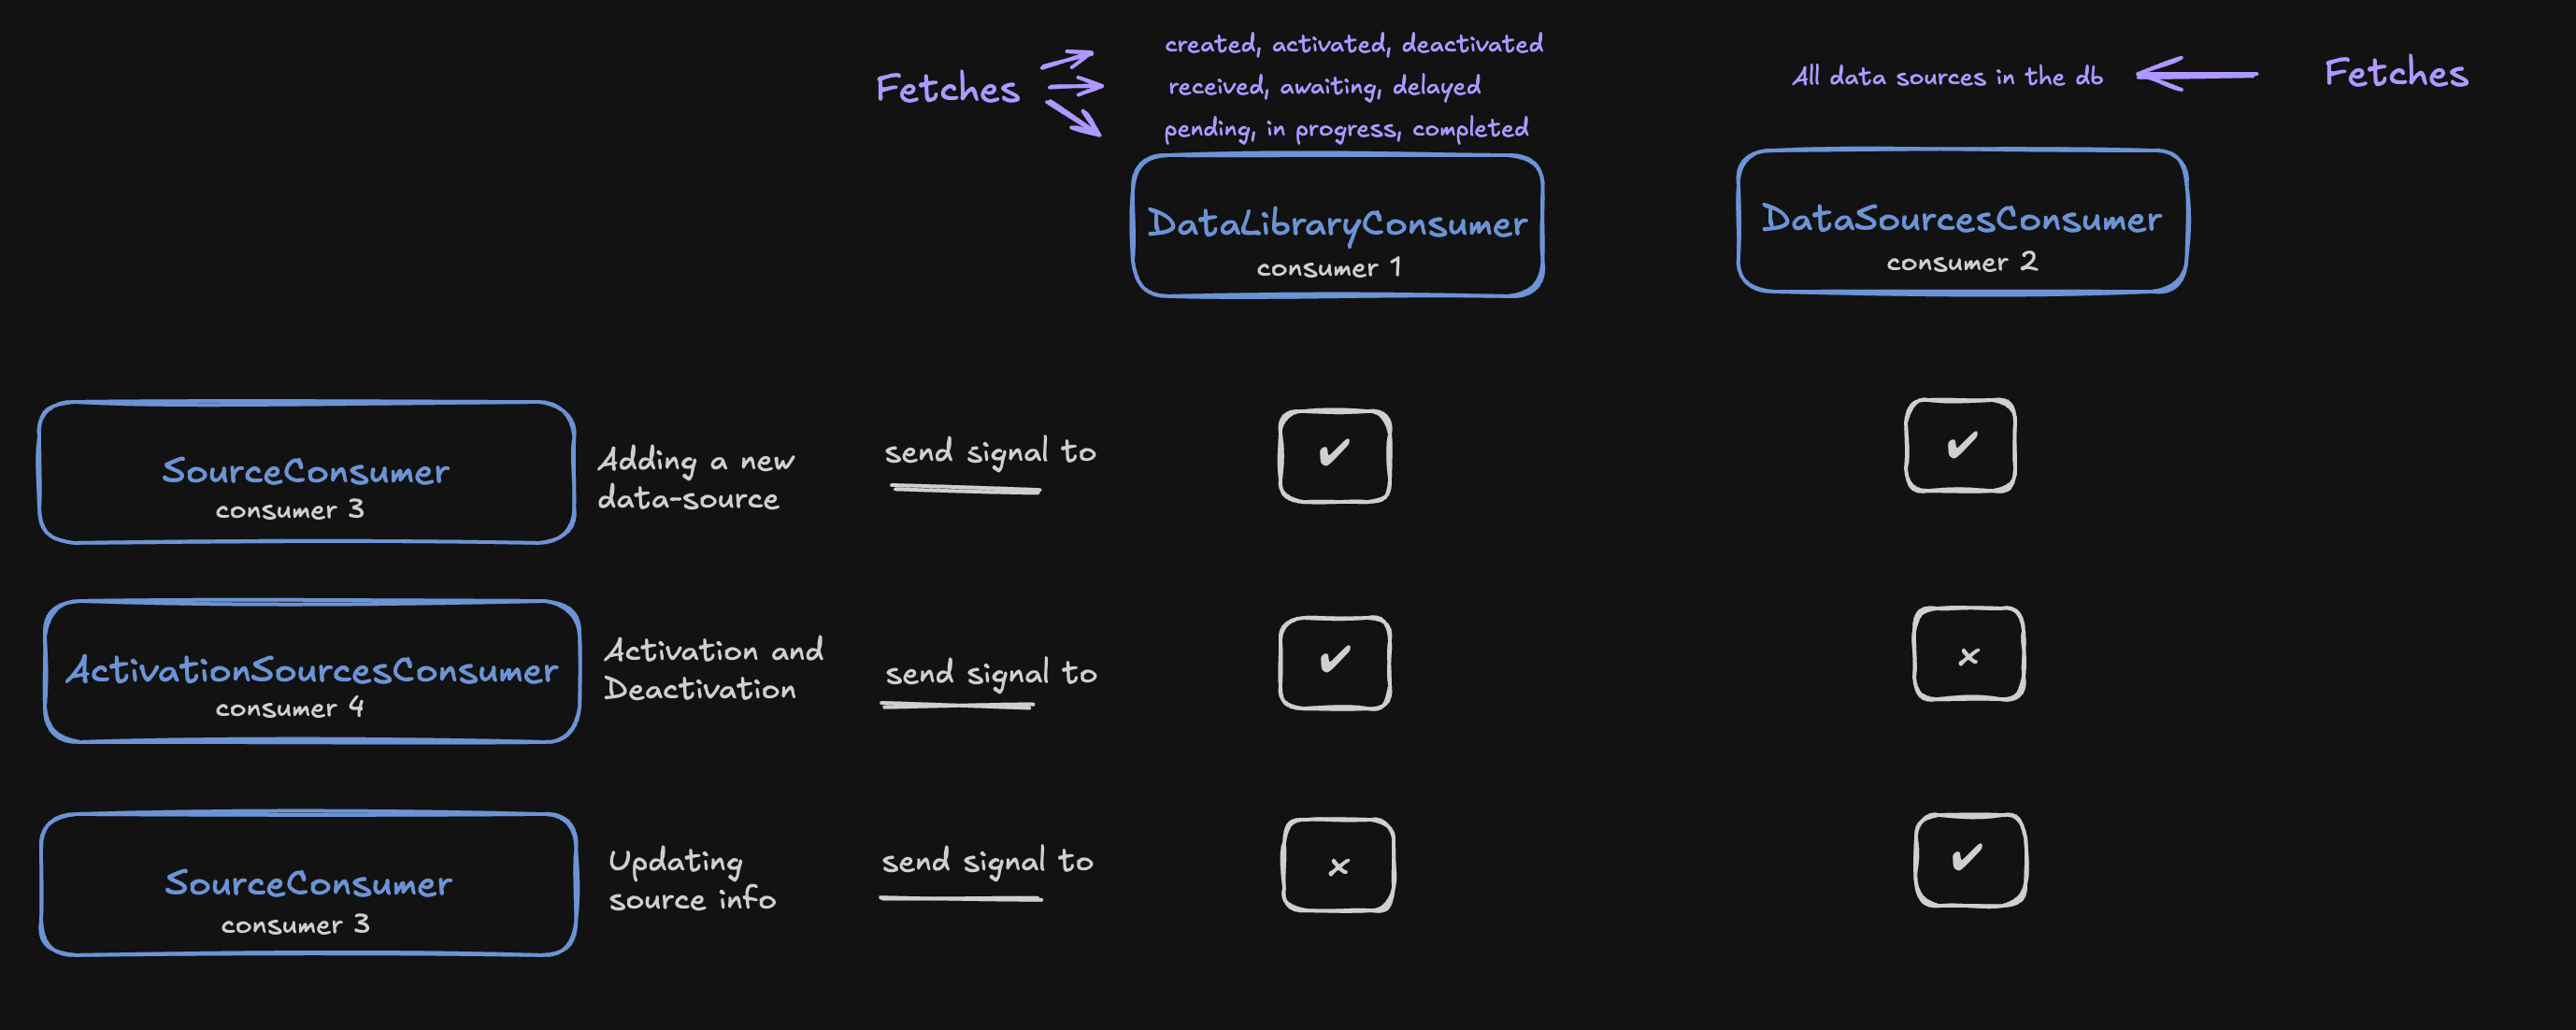 created, activated, deactivated
Fetches
received, awaiting, delayed
pending, in progress, completed
All data sources in the db
Fetches
DataLibraryConsumer
consumer 1
DataSourcesConsumer
consumer 2
SourceConsumer
consumer 3
Adding a new
data-source
send signal to
✔
✔
ActivationSourcesConsumer
consumer 4
Activation and
Deactivation
send signal to
✔
×
SourceConsumer
consumer 3
Updating
source info
send signal to
×
✔